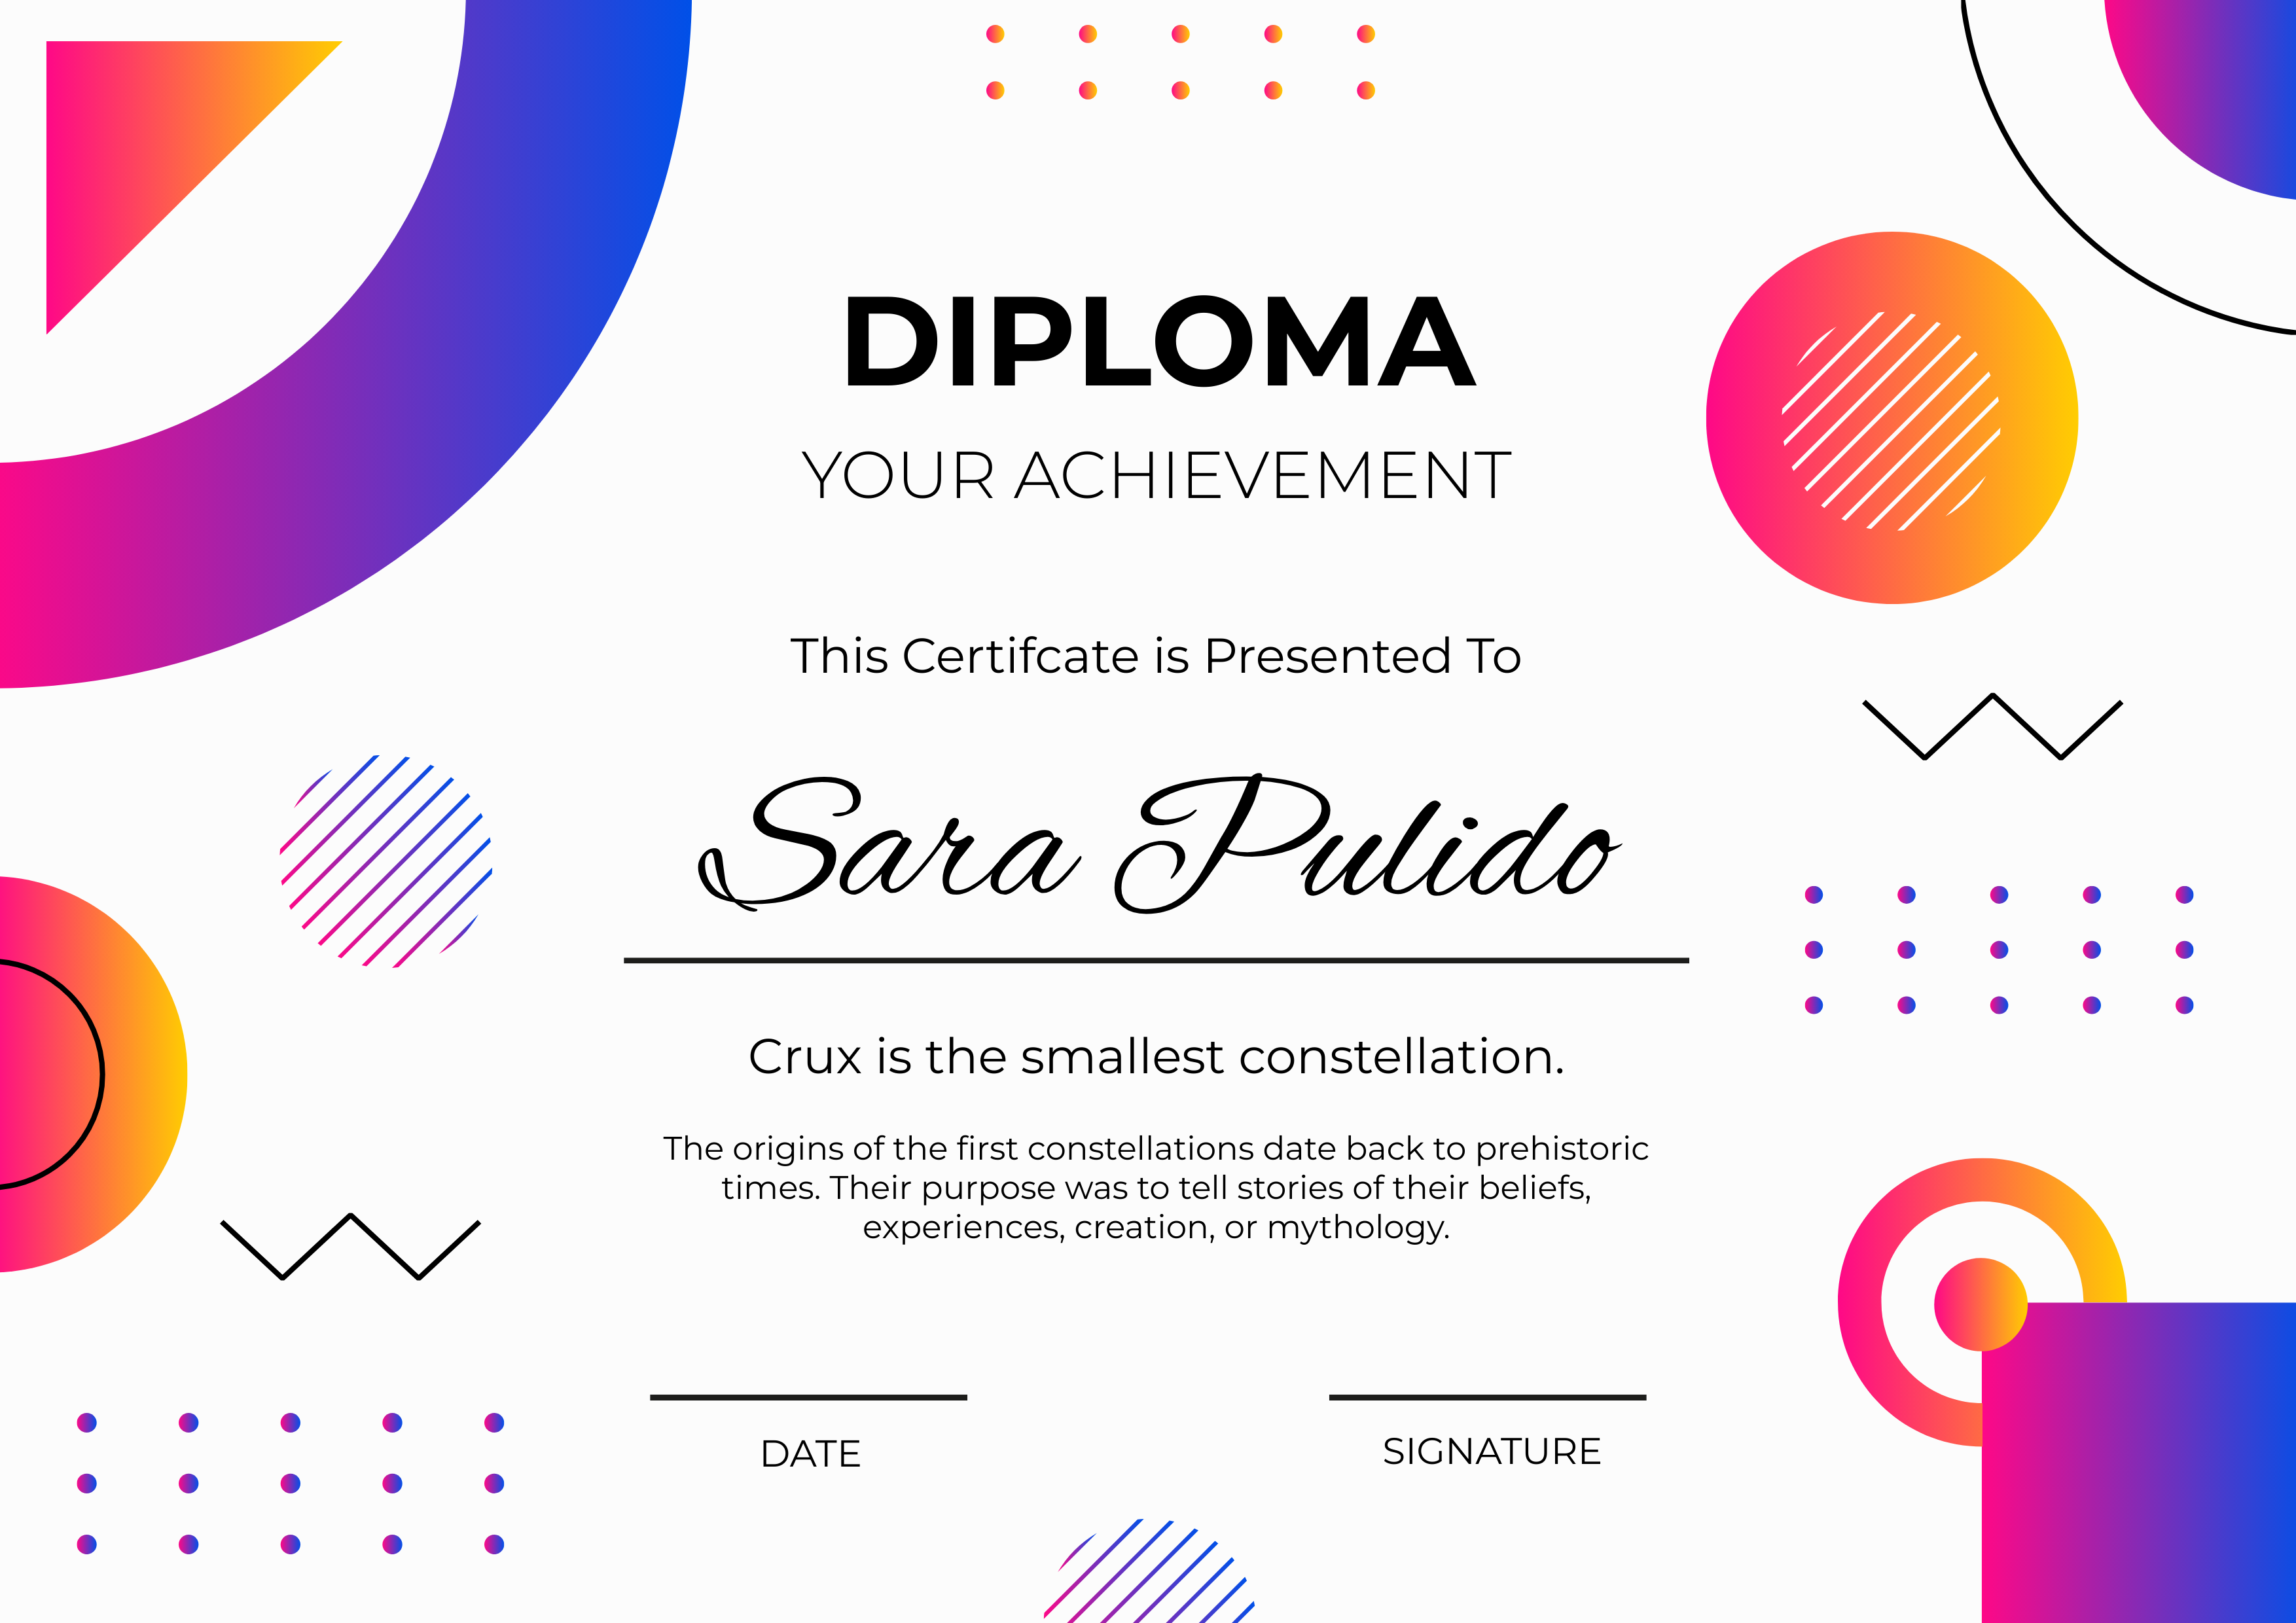 DIPLOMA
YOUR ACHIEVEMENT
This Certifcate is Presented To
Sara Pulido
Crux is the smallest constellation.
The origins of the first constellations date back to prehistoric
times. Their purpose was to tell stories of their beliefs,
experiences, creation, or mythology.
DATE
SIGNATURE